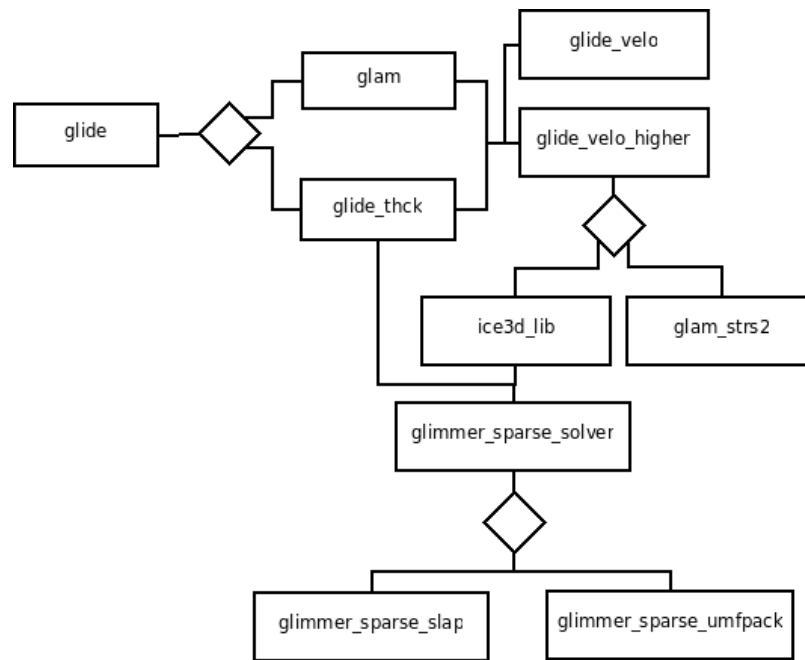 glide_velo
glam
glide
glide_velo_higher
glide_thck
ice3d_lib
glam_strs2
glimmer_sparse_solver
glimmer_sparse_slap
glimmer_sparse_umfpack